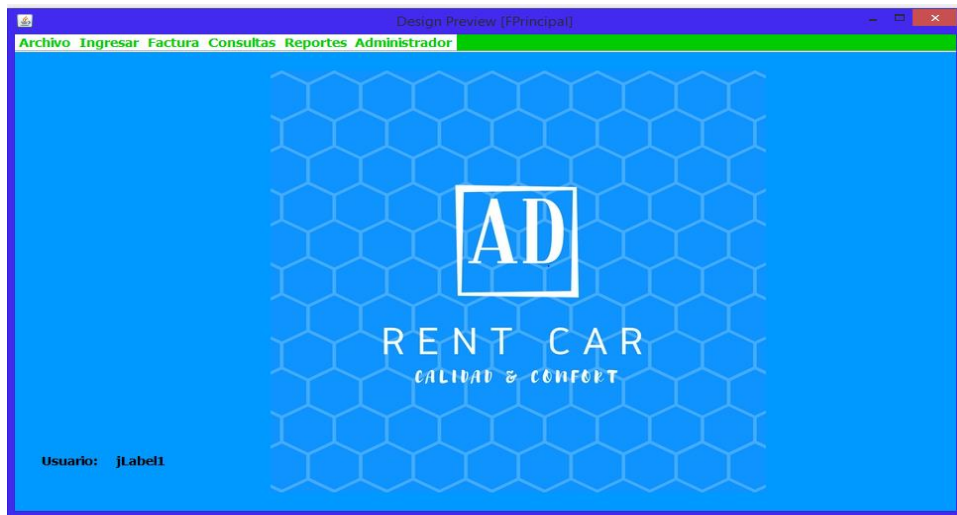 Design Preview [FPrincipal]
Archivo Ingresar Factura Consultas Reportes Administrador
AD
RENT CAR
CALIDAD & CONFORT
Usuario: jLabel1